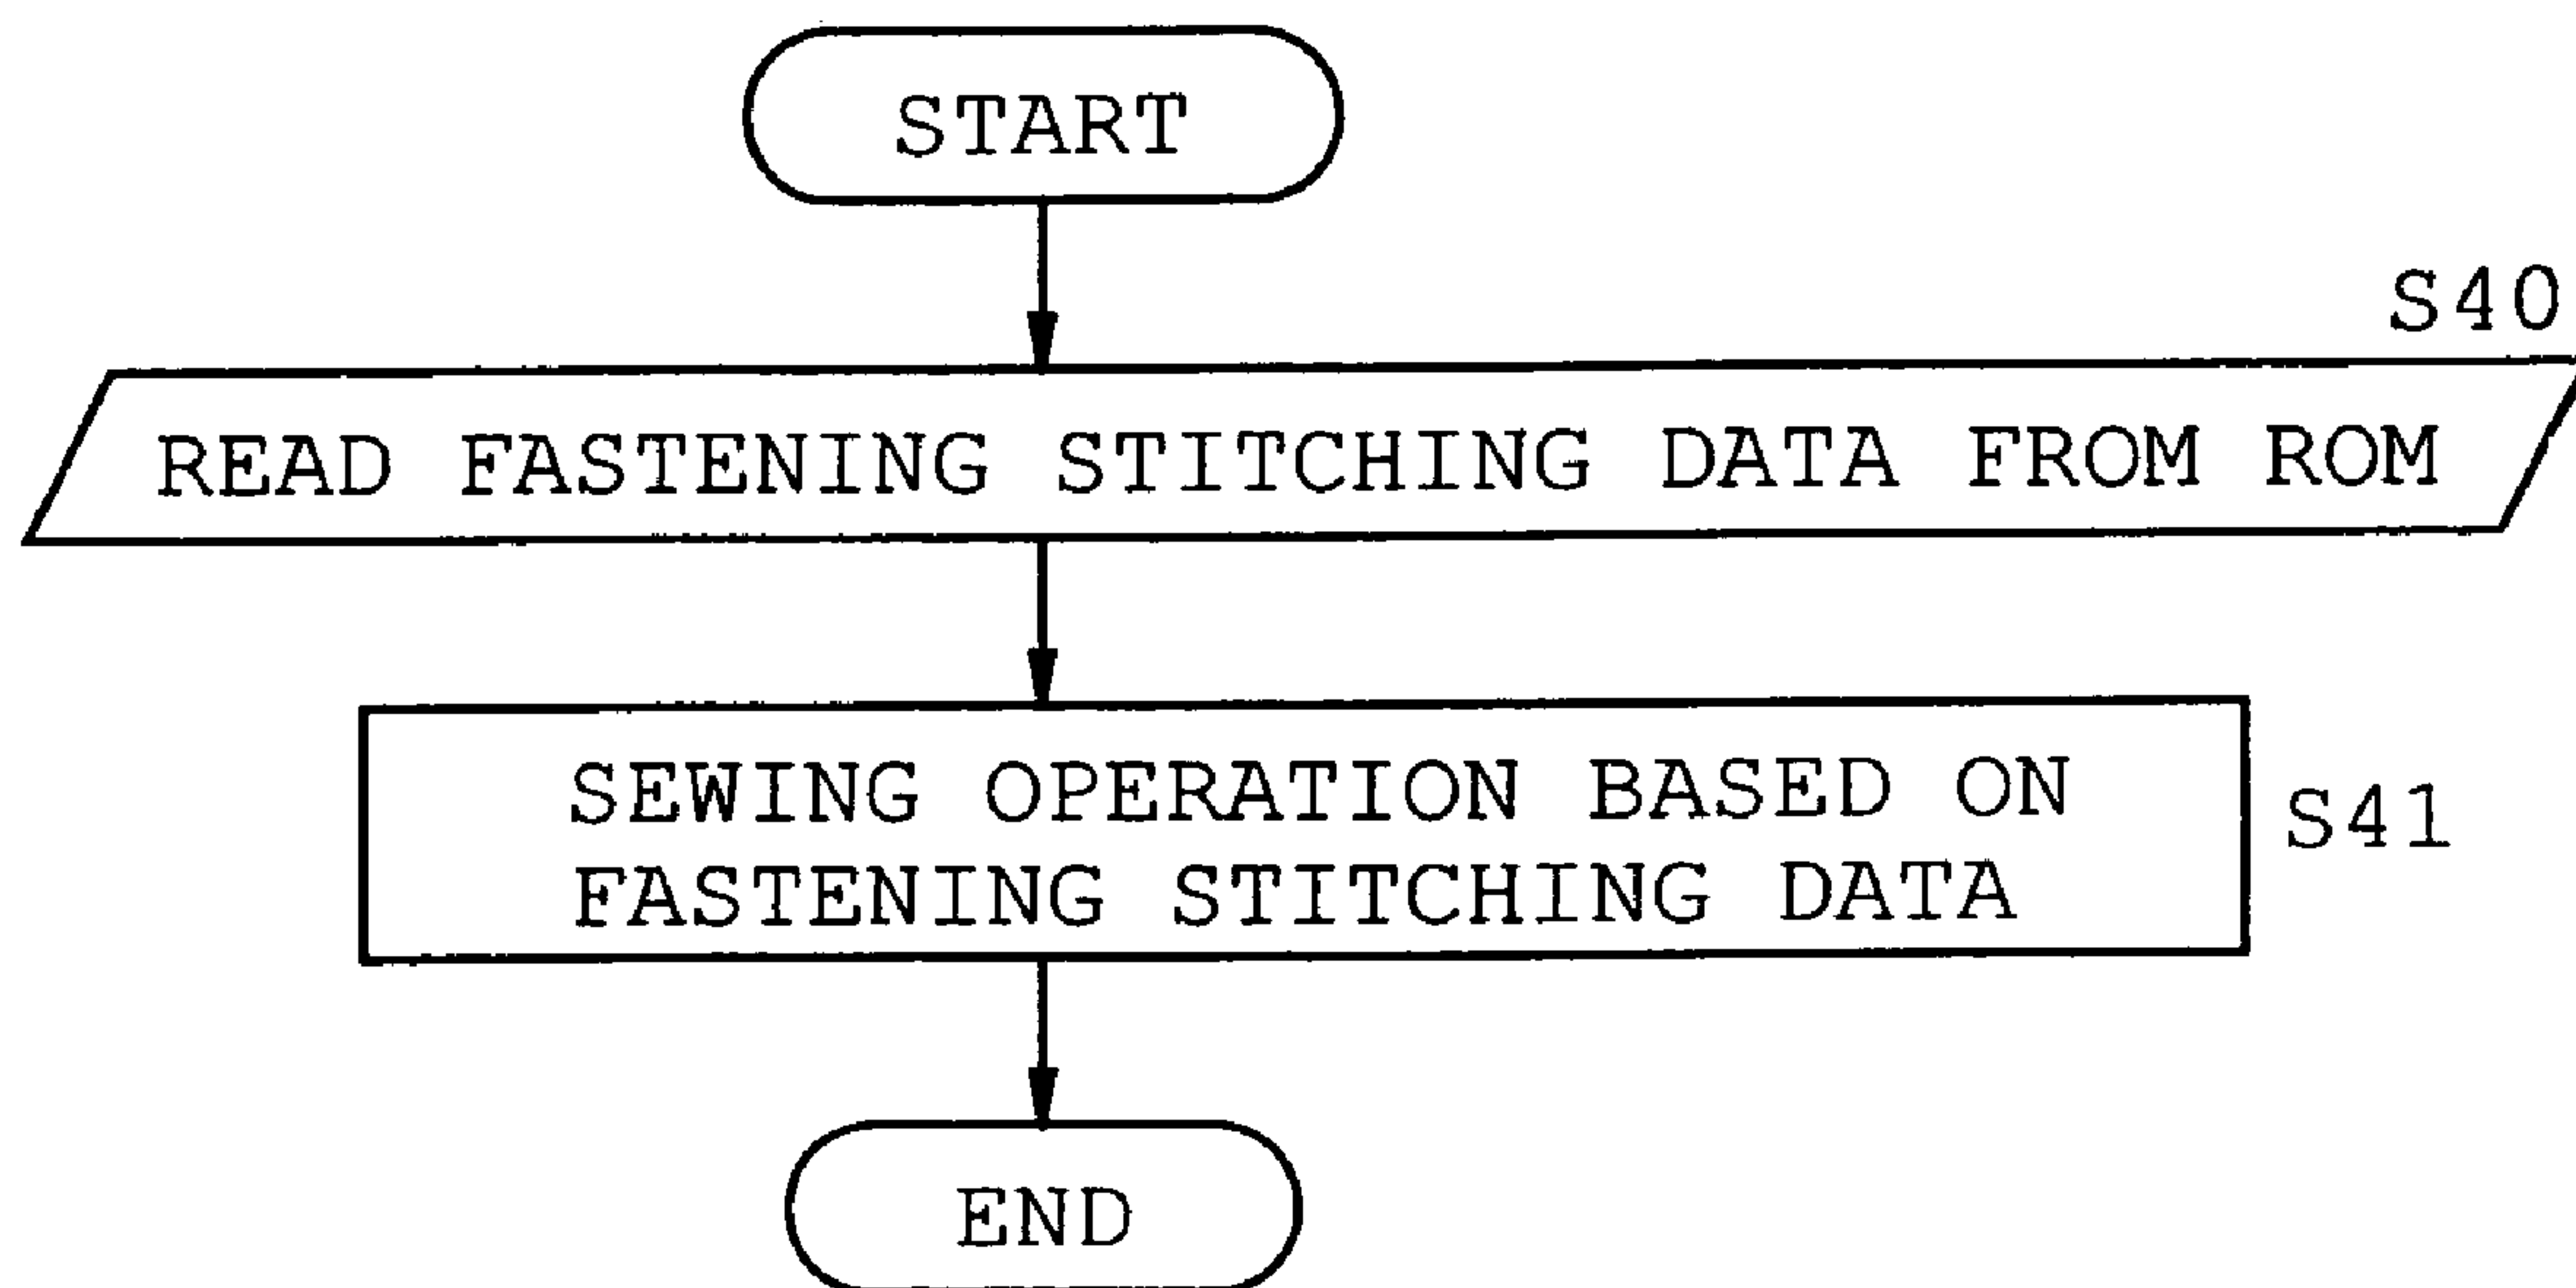 START
S40
READ FASTENING STITCHING DATA FROM ROM
SEWING OPERATION BASED ON
FASTENING STITCHING DATA
S41
END